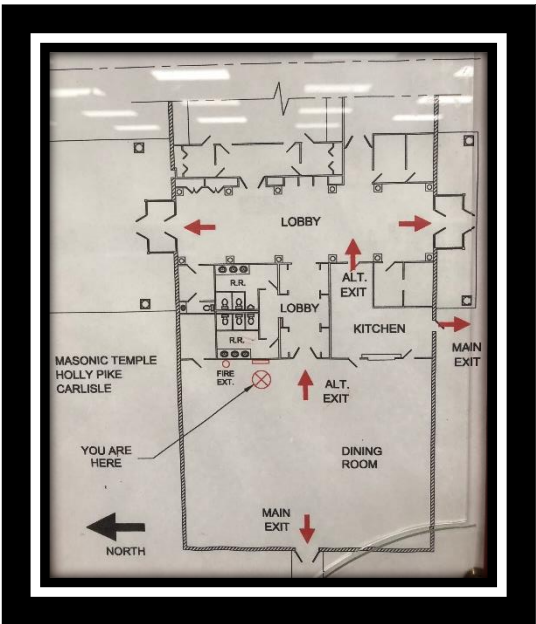 LOBBY
ALT.
EXIT
R.R.
LOBBY
KITCHEN
R.R.
MAIN
EXIT
MASONIC TEMPLE
HOLLY PIKE
CARLISLE
FIRE
EXT.
ALT.
EXIT
YOU ARE
HERE
DINING
ROOM
MAIN
EXIT
NORTH